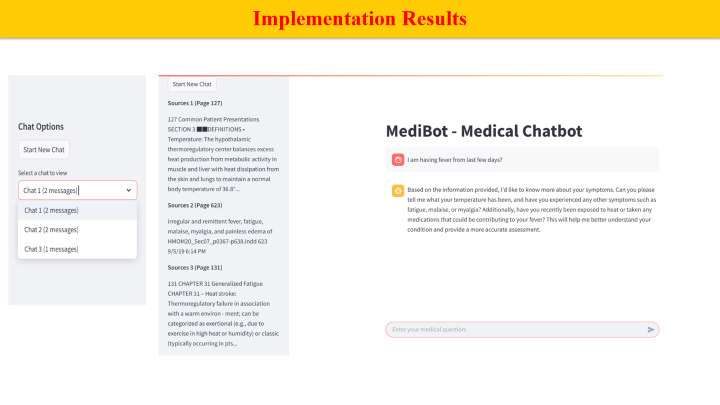 Implementation Results
Chat Options
Start New Chat
Select a chat to view
Chat 1 (2 messages)
Chat 1 (2 messages)
Chat 2 (2 messages)
Chat 3 (1 messages)
Start New Chat
Sources 1 (Page 127)
127 Common Patient Presentations
SECTION 3 ■■DEFINITIONS •
Temperature: The hypothalamic
thermoregulatory center balances excess
heat production from metabolic activity in
muscle and liver with heat dissipation from
the skin and lungs to maintain a normal
body temperature of 36.8°...
Sources 2 (Page 623)
irregular and remittent fever, fatigue,
malaise, myalgia, and painless edema of
HMOM20_Sec07_p0367-p638.indd 623
9/5/19 6:14 PM
Sources 3 (Page 131)
131 CHAPTER 31 Generalized Fatigue
CHAPTER 31 – Heat stroke:
Thermoregulatory failure in association
with a warm environ - ment; can be
categorized as exertional (e.g., due to
exercise in high heat or humidity) or classic
(typically occurring in pts...
MediBot - Medical Chatbot
I am having fever from last few days?
Based on the information provided, I'd like to know more about your symptoms. Can you please
tell me what your temperature has been, and have you experienced any other symptoms such as
fatigue, malaise, or myalgia? Additionally, have you recently been exposed to heat or taken any
medications that could be contributing to your fever? This will help me better understand your
condition and provide a more accurate assessment.
Enter your medical question: